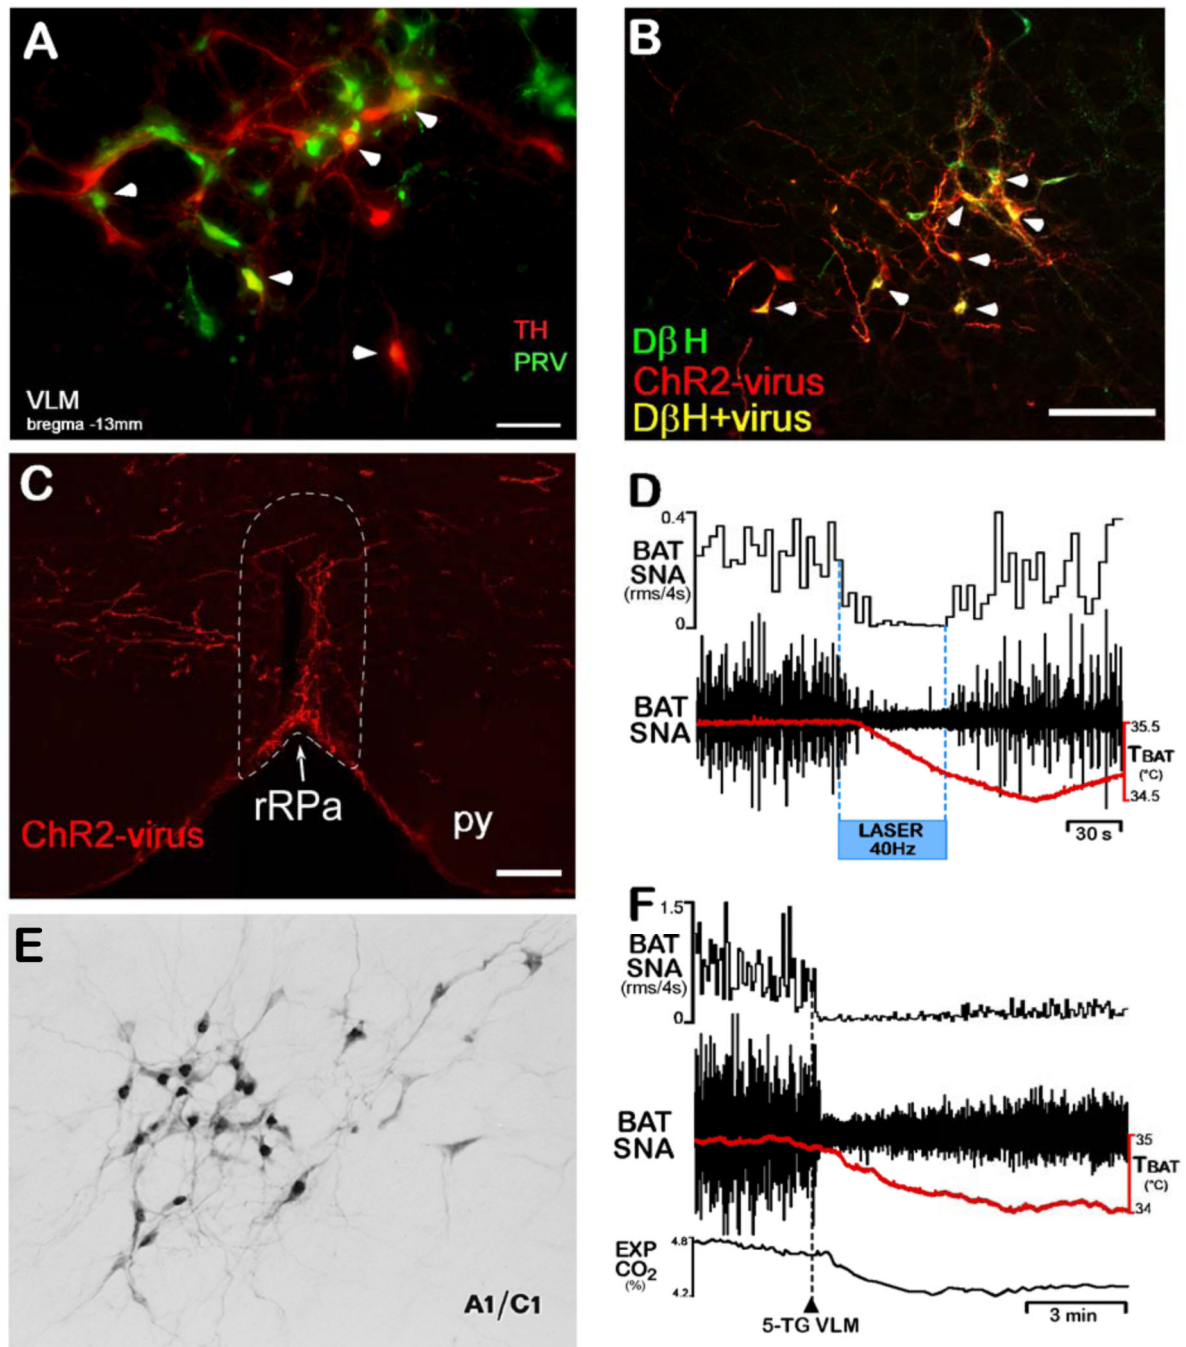 A
TH
PRV
VLM
bregma -13mm
B
DβH
ChR2-virus
DβH+virus
C
rRPa
py
ChR2-virus
D
0.4
BAT
SNA
(rms/4s)
0
BAT
SNA
35.5
TBAT
(°C)
34.5
LASER
40Hz
30 s
E
A1/C1
F
1.5
BAT
SNA
(rms/4s)
0
BAT
SNA
35
TBAT
(°C)
34
4.8
EXP
CO2
(%)
4.2
3 min
5-TG VLM